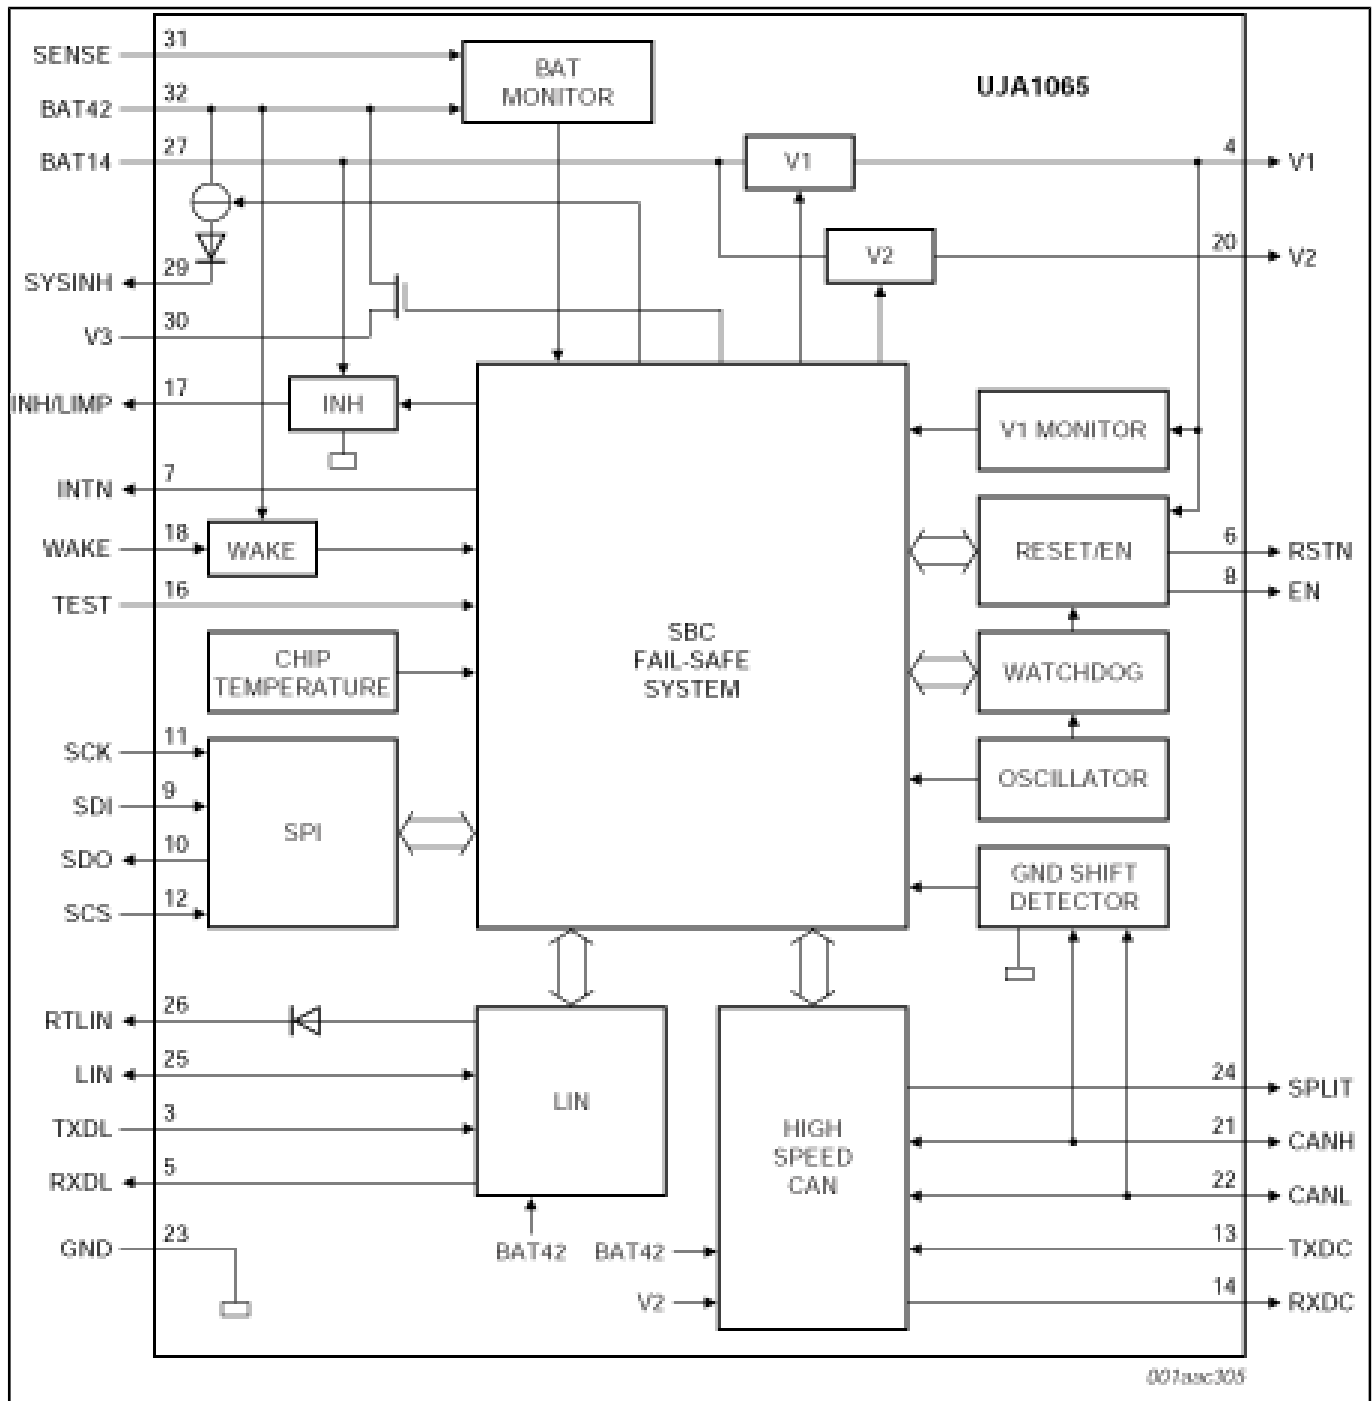 SENSE 31
BAT MONITOR
UJA1065
BAT42 32
BAT14 27
V1
4 V1
V2
20 V2
SYSINH 29
V3 30
INH/LIMP 17
INH
V1 MONITOR
INTN 7
WAKE 18
WAKE
RESET/EN
6 RSTN
8 EN
TEST 16
SBC
FAIL-SAFE
SYSTEM
CHIP
TEMPERATURE
WATCHDOG
SCK 11
OSCILLATOR
SDI 9
SPI
SDO 10
GND SHIFT
DETECTOR
SCS 12
RTLIN 26
LIN 25
LIN
24 SPLIT
TXDL 3
HIGH
SPEED
CAN
21 CANH
RXDL 5
22 CANL
GND 23
BAT42
BAT42
13 TXDC
V2
14 RXDC
001aac305